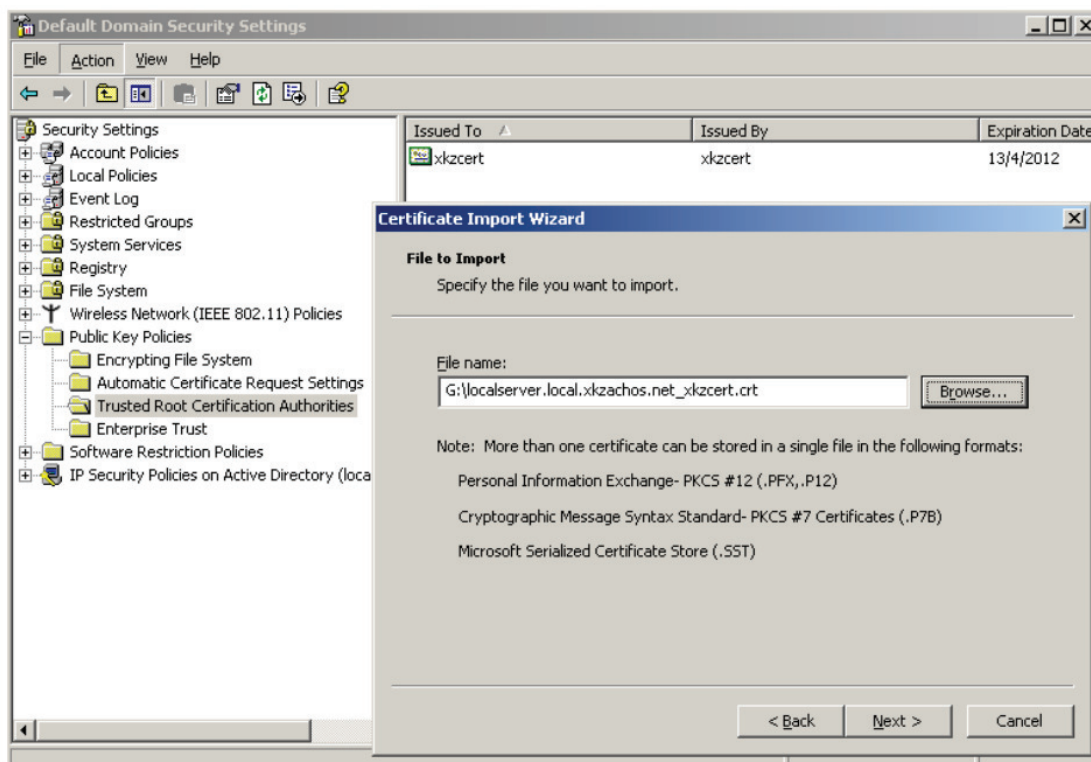 Default Domain Security Settings
File Action View Help
Security Settings
Account Policies
Local Policies
Event Log
Restricted Groups
System Services
Registry
File System
Wireless Network (IEEE 802.11) Policies
Public Key Policies
Encrypting File System
Automatic Certificate Request Settings
Trusted Root Certification Authorities
Enterprise Trust
Software Restriction Policies
IP Security Policies on Active Directory (loca
Issued To Issued By Expiration Date
xkzcert xkzcert 13/4/2012
Certificate Import Wizard
File to Import
Specify the file you want to import.
File name:
G:\localserver.local.xkzachos.net_xkzcert.crt Browse...
Note: More than one certificate can be stored in a single file in the following formats:
Personal Information Exchange- PKCS #12 (.PFX,.P12)
Cryptographic Message Syntax Standard- PKCS #7 Certificates (.P7B)
Microsoft Serialized Certificate Store (.SST)
< Back Next > Cancel